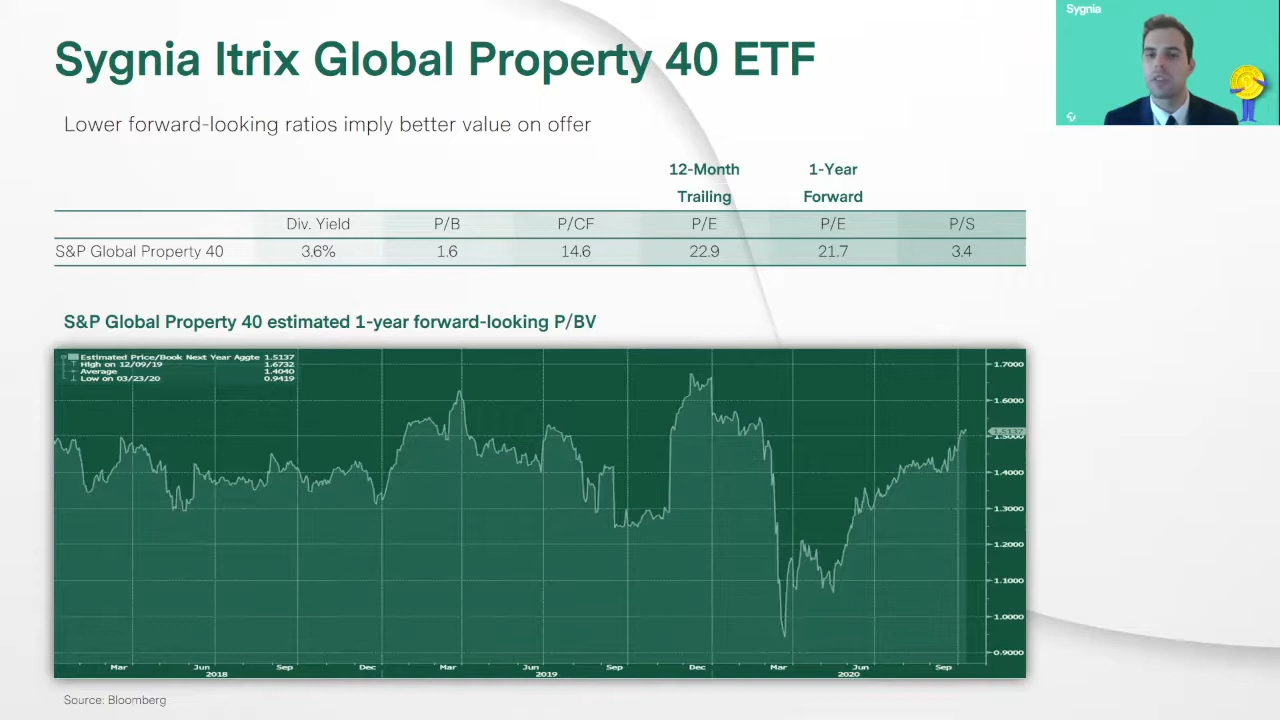 Sygnia Itrix Global Property 40 ETF
Sygnia
Lower forward-looking ratios imply better value on offer
12-Month 1-Year
Trailing Forward
Div. Yield P/B P/CF P/E P/E P/S
S&P Global Property 40 3.6% 1.6 14.6 22.9 21.7 3.4
S&P Global Property 40 estimated 1-year forward-looking P/BV
Estimated Price/Book Next Year Aggte 1.5137
High on 12/09/19 1.6732
Average 1.4040
Low on 03/23/20 0.9419
1.7000
1.6000
1.5137
1.5000
1.4000
1.3000
1.2000
1.1000
1.0000
0.9000
Mar Jun Sep Dec Mar Jun Sep Dec Mar Jun Sep
2018 2019 2020
Source: Bloomberg